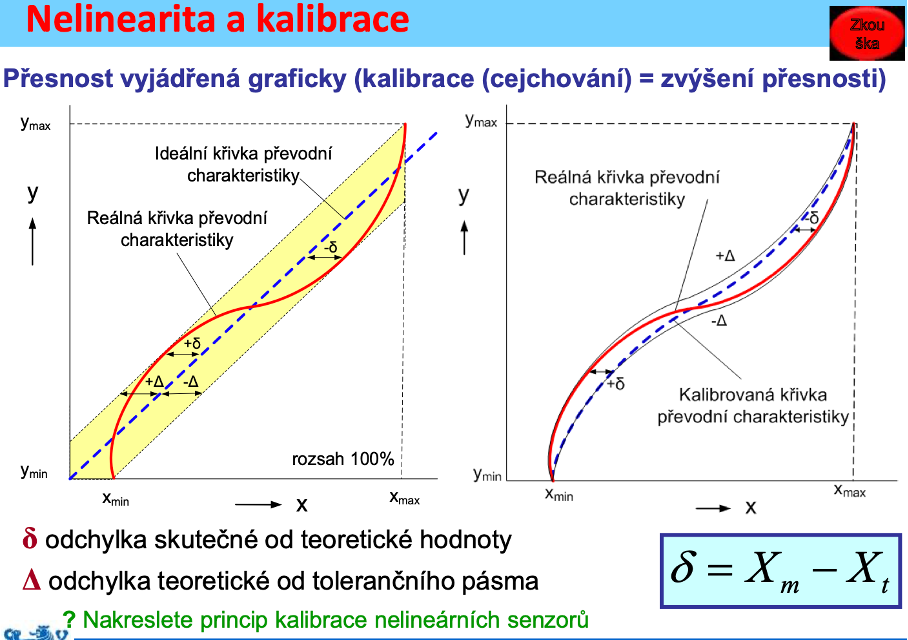 Nelinearita a kalibrace
Zkou
ška
Přesnost vyjádřená graficky (kalibrace (cejchování) = zvýšení přesnosti)
ymax
Ideální křivka převodní
charakteristiky
y
Reálná křivka převodní
charakteristiky
-δ
+δ
+Δ -Δ
rozsah 100%
ymin
xmin
x
xmax
ymax
Reálná křivka převodní
charakteristiky
y
-δ
+Δ
-Δ
+δ
Kalibrovaná křivka
převodní charakteristiky
ymin
xmin
x
xmax
δ odchylka skutečné od teoretické hodnoty
Δ odchylka teoretické od tolerančního pásma
δ = Xm − Xt
? Nakreslete princip kalibrace nelineárních senzorů